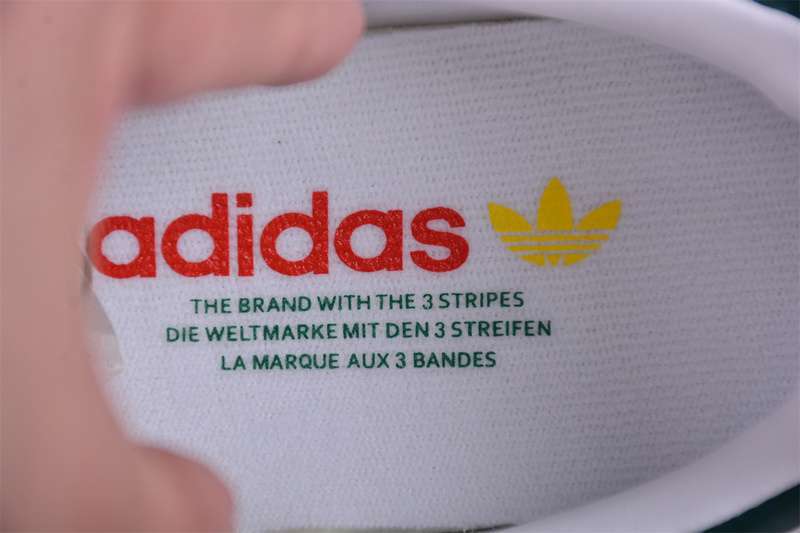 adidas
THE BRAND WITH THE 3 STRIPES
DIE WELTMARKE MIT DEN 3 STREIFEN
LA MARQUE AUX 3 BANDES